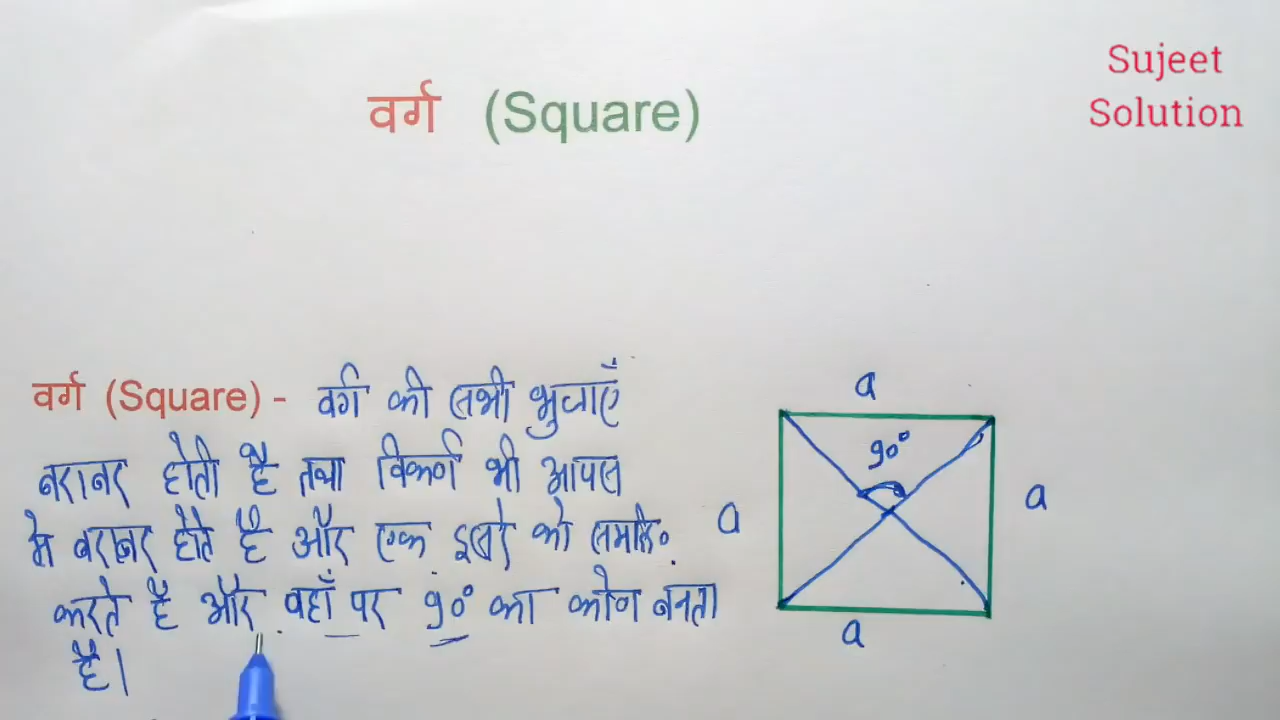 वर्ग (Square)
Sujeet
Solution
वर्ग (Square) - वर्ग की सभी भुजाएँ
बराबर होती है तथा विकर्ण भी आपस
मे बराबर होते है और एक दूसरे को समद्वि०
करते है और वहाँ पर 90° का कोण बनता
है।
a
90°
a
a
a